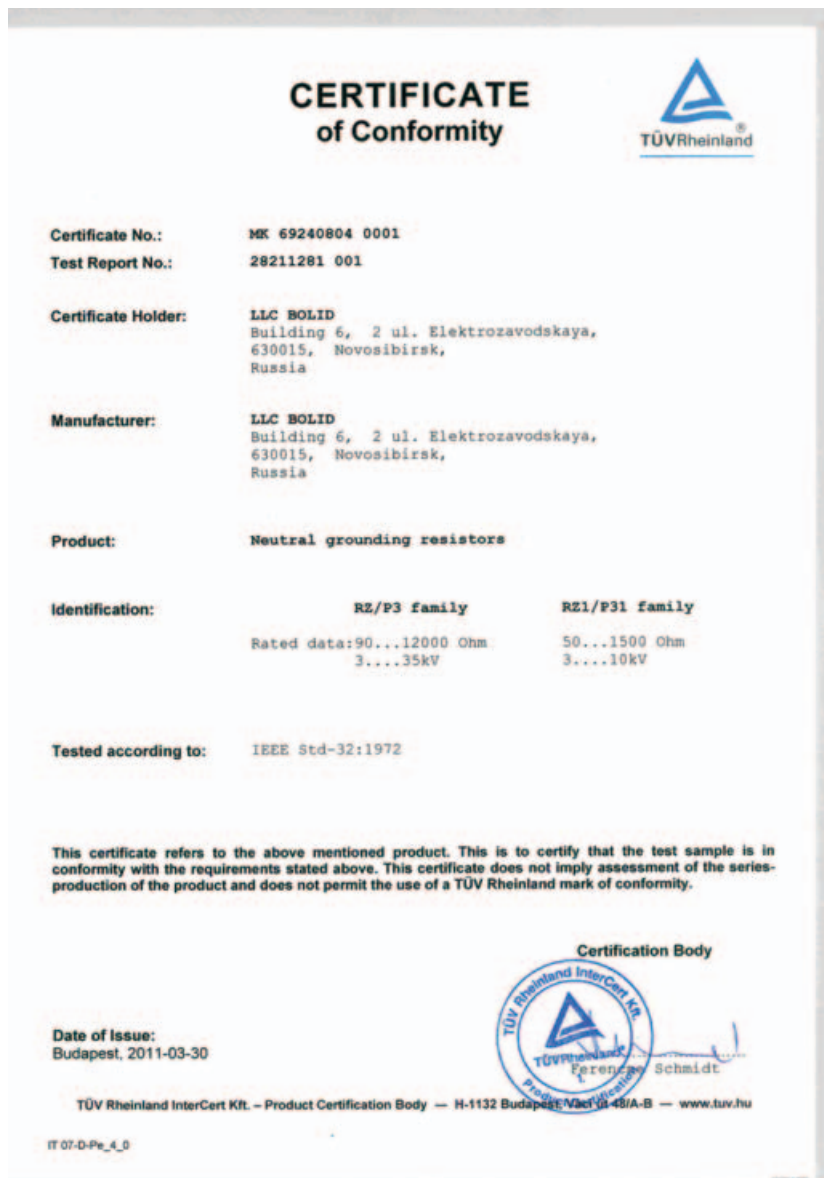 CERTIFICATE
of Conformity
TÜVRheinland®
Certificate No.: MK 69240804 0001
Test Report No.: 28211281 001
Certificate Holder: LLC BOLID
Building 6, 2 ul. Elektrozavodskaya,
630015, Novosibirsk,
Russia
Manufacturer: LLC BOLID
Building 6, 2 ul. Elektrozavodskaya,
630015, Novosibirsk,
Russia
Product: Neutral grounding resistors
Identification: RZ/P3 family RZ1/P31 family
Rated data:90...12000 Ohm 50...1500 Ohm
3....35kV 3....10kV
Tested according to: IEEE Std-32:1972
This certificate refers to the above mentioned product. This is to certify that the test sample is in
conformity with the requirements stated above. This certificate does not imply assessment of the series-
production of the product and does not permit the use of a TÜV Rheinland mark of conformity.
Certification Body
TÜV Rheinland InterCert Kft.
TÜVRheinland
Product Certification
Date of Issue:
Budapest, 2011-03-30
Schmidt
TÜV Rheinland InterCert Kft. – Product Certification Body — H-1132 Budapest, Váci út 48/A-B — www.tuv.hu
IT 07-D-Pe_4_0